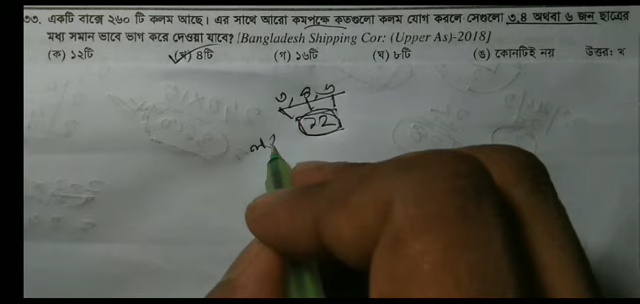 ৩৩. একটি বাক্সে ২৬০ টি কলম আছে। এর সাথে আরো কমপক্ষে কতগুলো কলম যোগ করলে সেগুলো ৩,৪ অথবা ৬ জন ছাত্রের
মধ্য সমান ভাবে ভাগ করে দেওয়া যাবে? [Bangladesh Shipping Cor: (Upper As)-2018]
(ক) ১২টি (খ) ৪টি (গ) ১৬টি (ঘ) ৮টি (ঙ) কোনটিই নয় উত্তর: খ
৩, ৪, ৬
১২